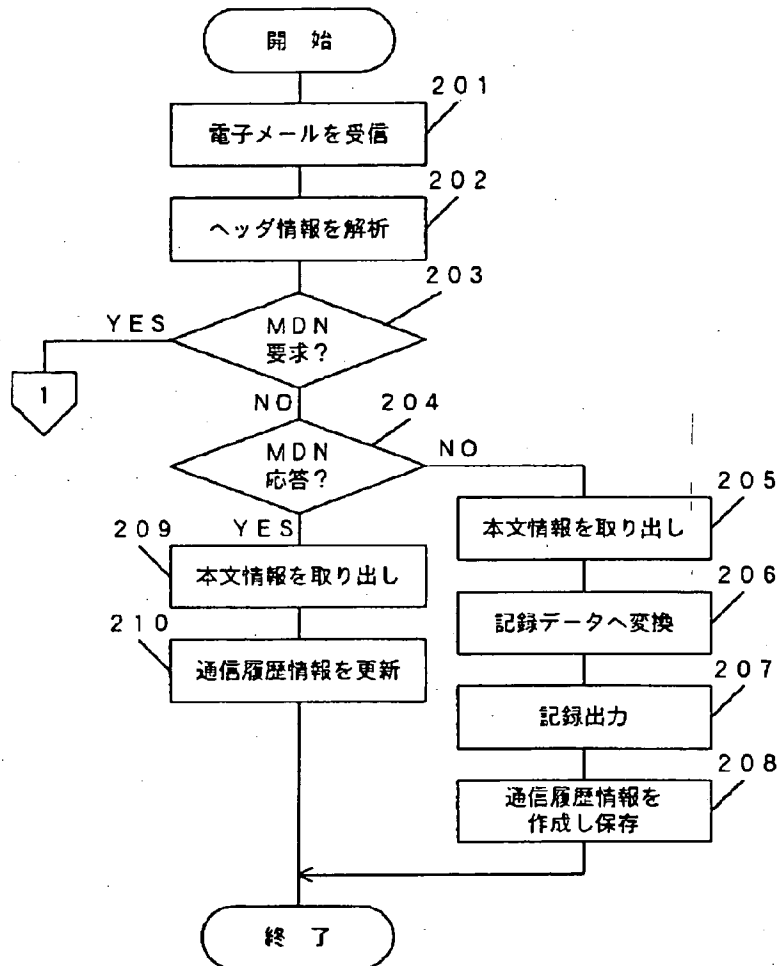 開 始
201
電子メールを受信
202
ヘッダ情報を解析
203
MDN
要求?
YES
1
NO
204
MDN
応答?
NO
YES
205
本文情報を取り出し
206
記録データへ変換
207
記録出力
208
通信履歴情報を
作成し保存
209
本文情報を取り出し
210
通信履歴情報を更新
終 了